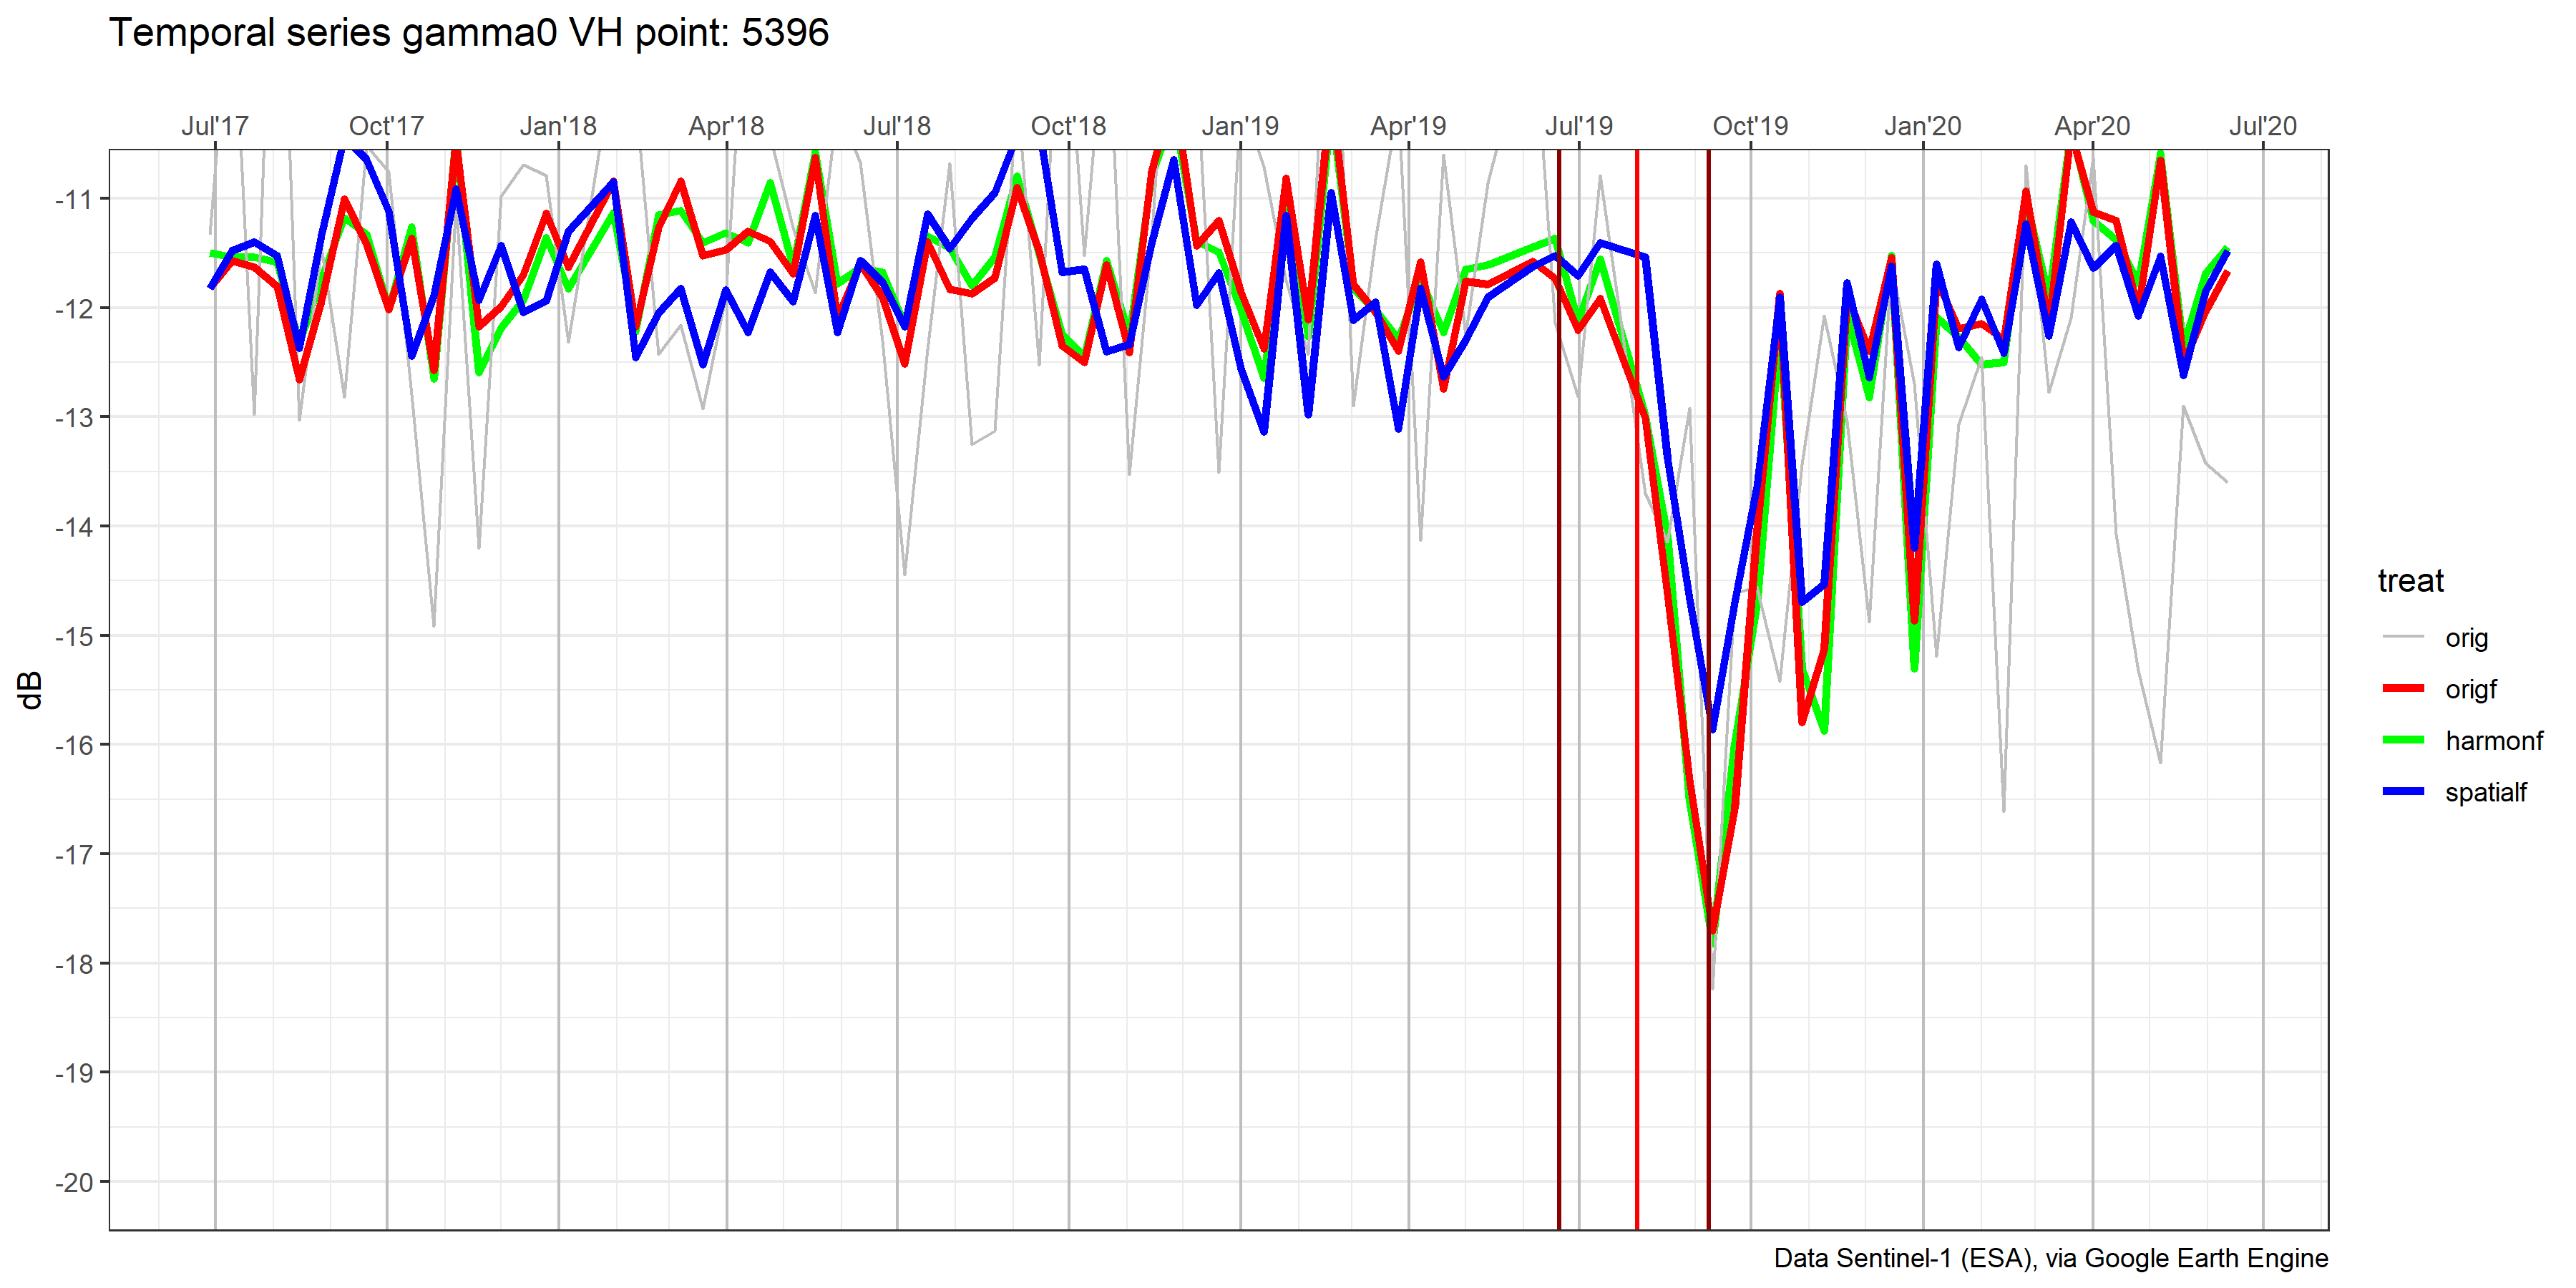 Temporal series gamma0 VH point: 5396
Jul'17 Oct'17 Jan'18 Apr'18 Jul'18 Oct'18 Jan'19 Apr'19 Jul'19 Oct'19 Jan'20 Apr'20 Jul'20
-11
-12
-13
-14
-15
-16
-17
-18
-19
-20
dB
treat
orig
origf
harmonf
spatialf
Data Sentinel-1 (ESA), via Google Earth Engine